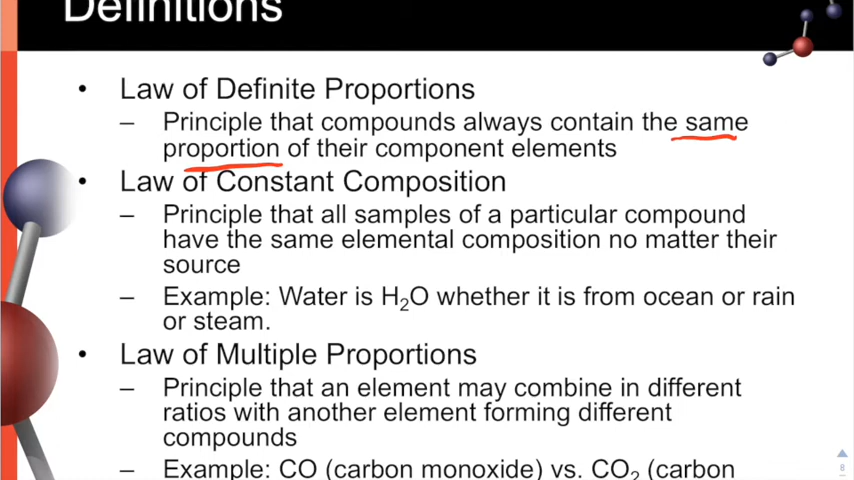 Definitions
• Law of Definite Proportions
– Principle that compounds always contain the same
proportion of their component elements
• Law of Constant Composition
– Principle that all samples of a particular compound
have the same elemental composition no matter their
source
– Example: Water is H₂O whether it is from ocean or rain
or steam.
• Law of Multiple Proportions
– Principle that an element may combine in different
ratios with another element forming different
compounds
– Example: CO (carbon monoxide) vs. CO₂ (carbon
8